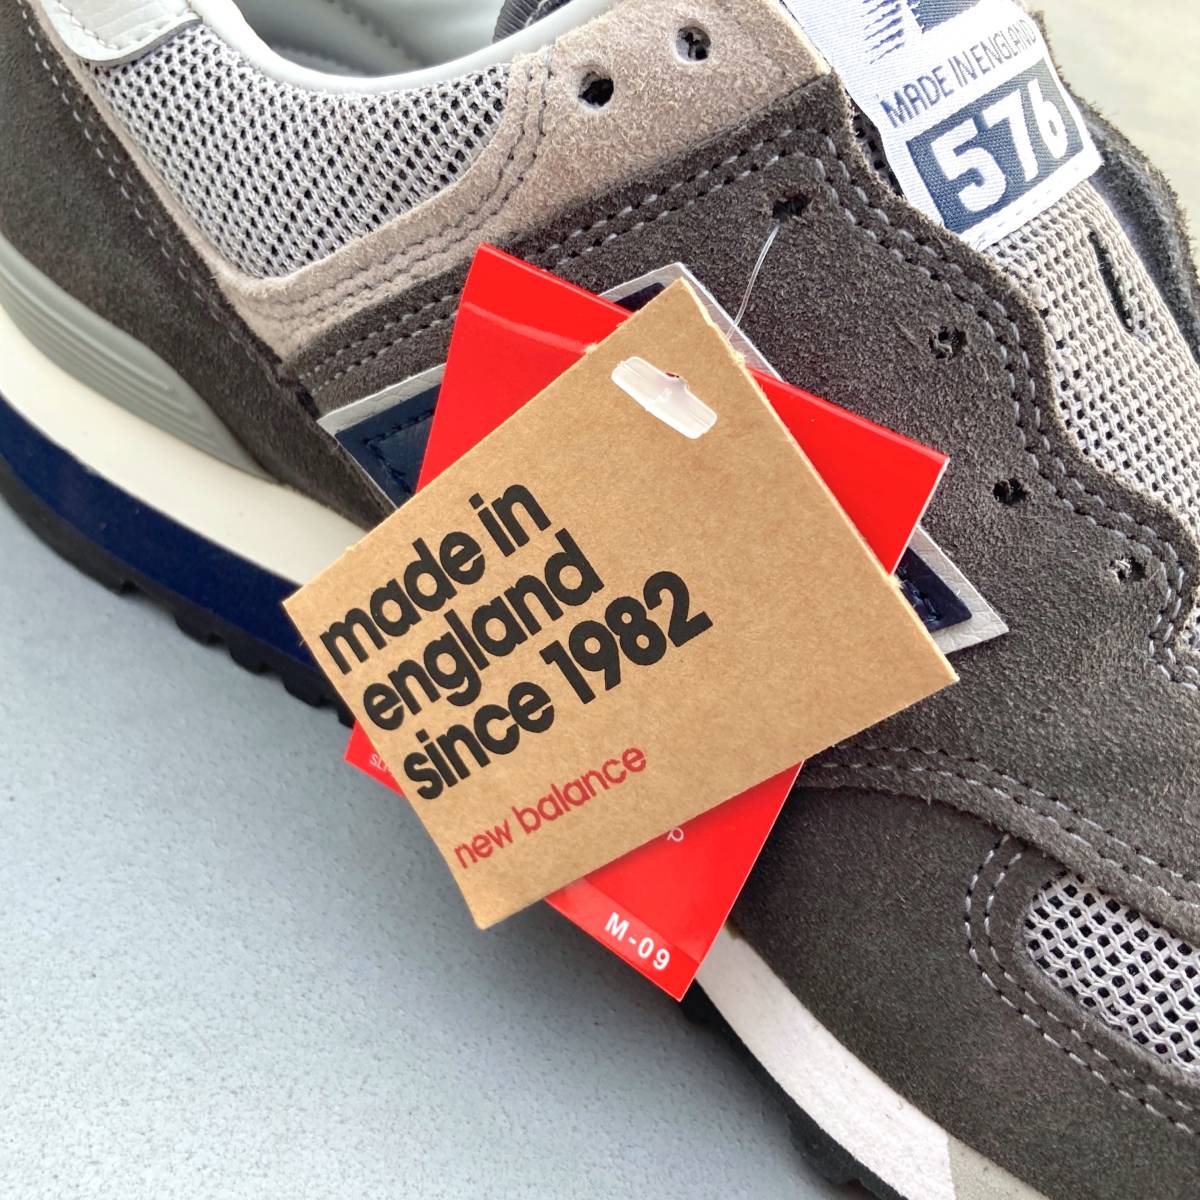 MADE IN ENGLAND
576
made in
england
since 1982
new balance
M-09